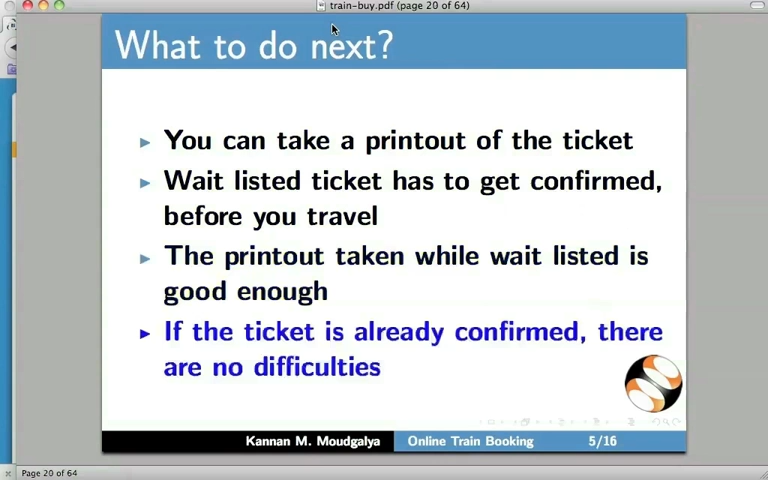 train-buy.pdf (page 20 of 64)
What to do next?
You can take a printout of the ticket
Wait listed ticket has to get confirmed,
before you travel
The printout taken while wait listed is
good enough
If the ticket is already confirmed, there
are no difficulties
Kannan M. Moudgalya Online Train Booking 5/16
Page 20 of 64